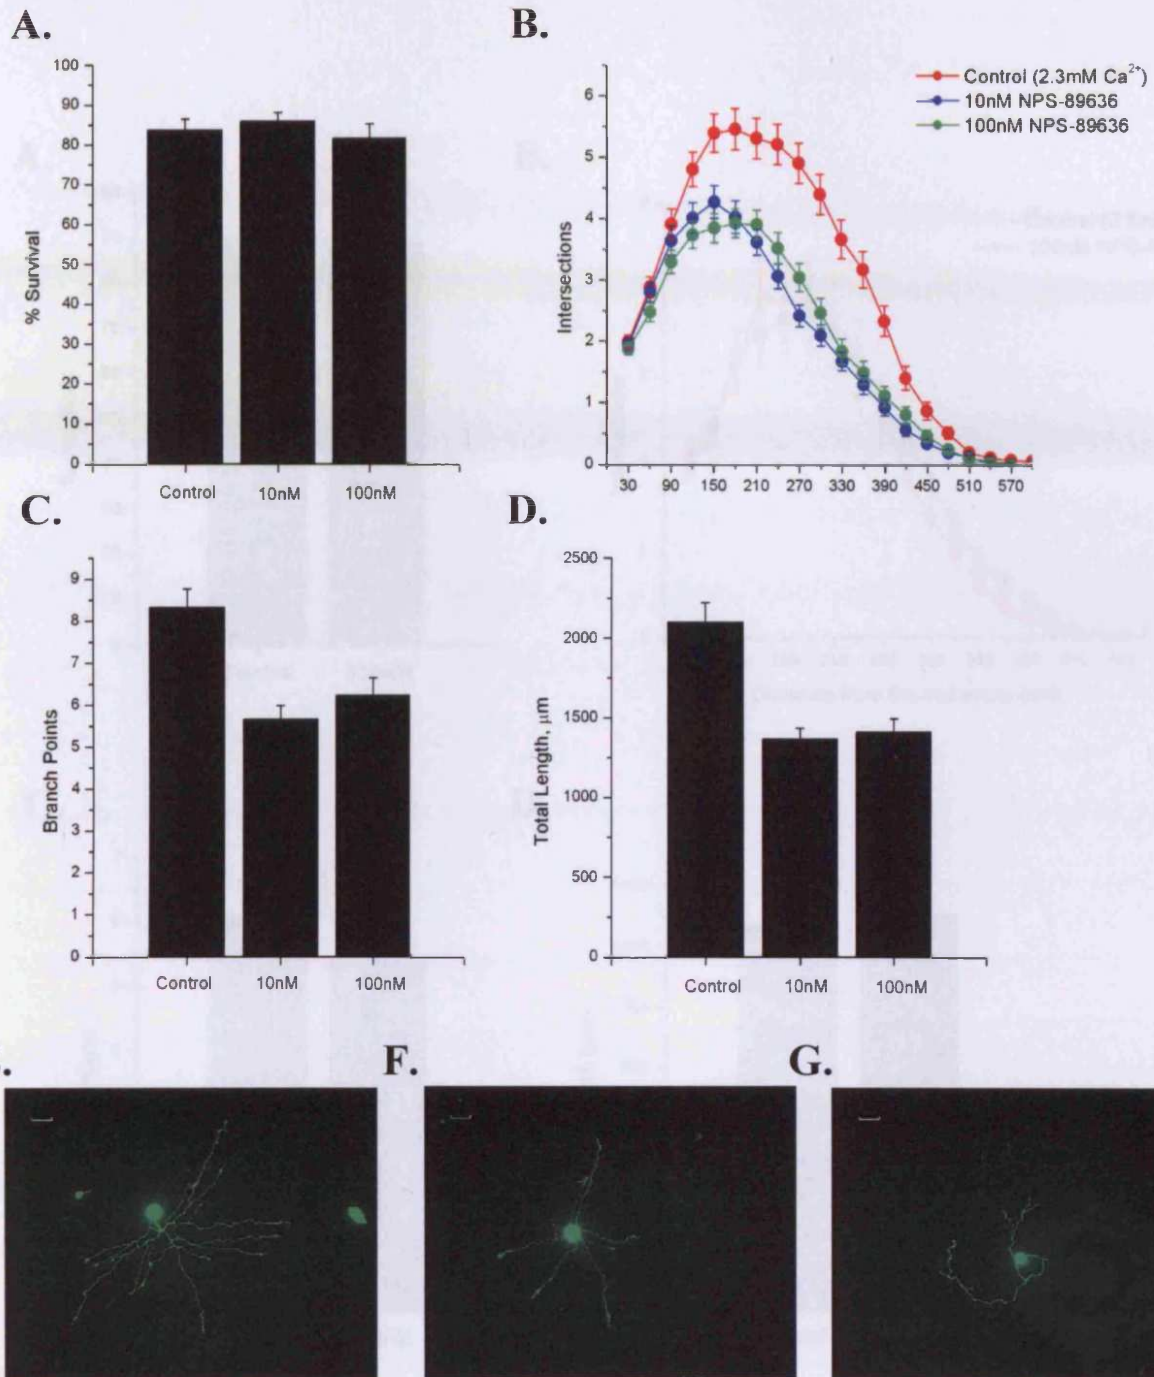 A.
100
90
80
70
60
50
40
30
20
10
0
% Survival
Control 10nM 100nM
B.
Control (2.3mM Ca²⁺)
10nM NPS-89636
100nM NPS-89636
6
5
4
3
2
1
0
Intersections
30 90 150 210 270 330 390 450 510 570
C.
9
8
7
6
5
4
3
2
1
0
Branch Points
Control 10nM 100nM
D.
2500
2000
1500
1000
500
0
Total Length, µm
Control 10nM 100nM
F.
G.